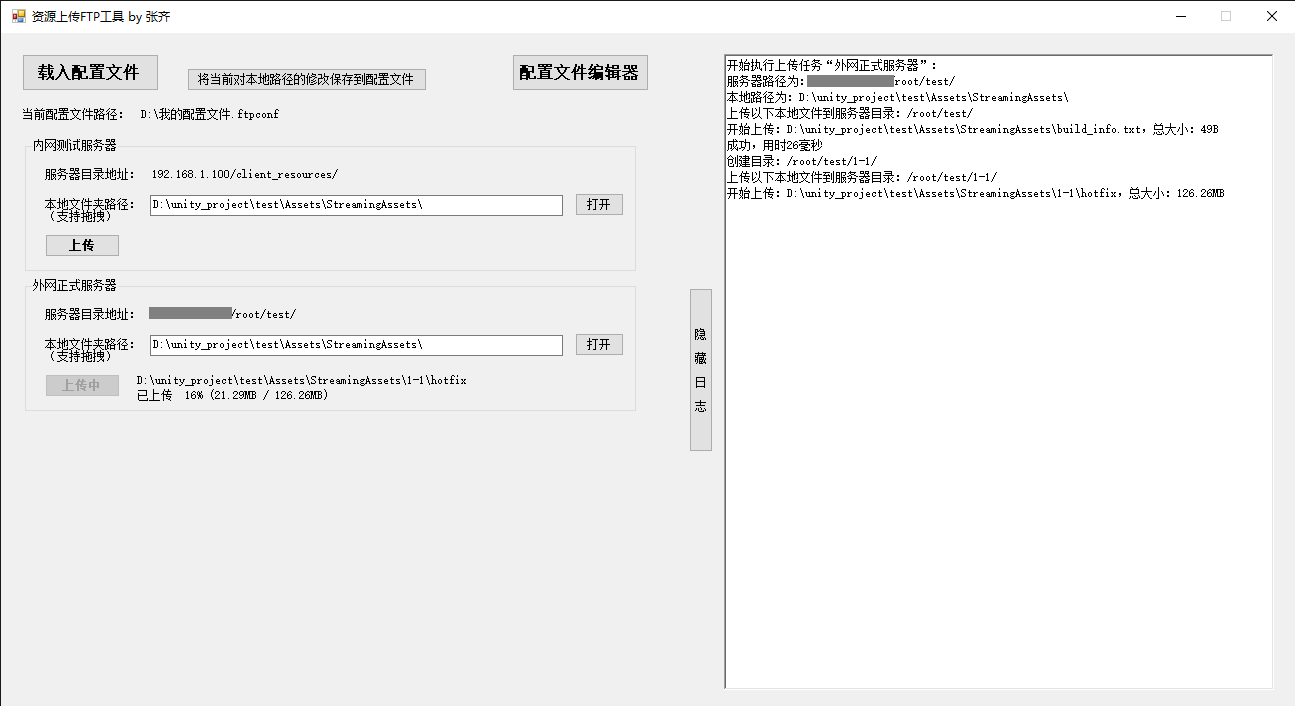 资源上传FTP工具 by 张齐
载入配置文件
将当前对本地路径的修改保存到配置文件
配置文件编辑器
当前配置文件路径： D:\我的配置文件.ftpconf
内网测试服务器
服务器目录地址： 192.168.1.100/client_resources/
本地文件夹路径： D:\unity_project\test\Assets\StreamingAssets\ 打开
（支持拖拽）
上传
外网正式服务器
服务器目录地址： /root/test/
本地文件夹路径： D:\unity_project\test\Assets\StreamingAssets\ 打开
（支持拖拽）
上传中
D:\unity_project\test\Assets\StreamingAssets\1-1\hotfix
已上传 16% (21.29MB / 126.26MB)
隐
藏
日
志
开始执行上传任务“外网正式服务器”：
服务器路径为： root/test/
本地路径为：D:\unity_project\test\Assets\StreamingAssets\
上传以下本地文件到服务器目录：/root/test/
开始上传：D:\unity_project\test\Assets\StreamingAssets\build_info.txt，总大小：49B
成功，用时26毫秒
创建目录：/root/test/1-1/
上传以下本地文件到服务器目录：/root/test/1-1/
开始上传：D:\unity_project\test\Assets\StreamingAssets\1-1\hotfix，总大小：126.26MB